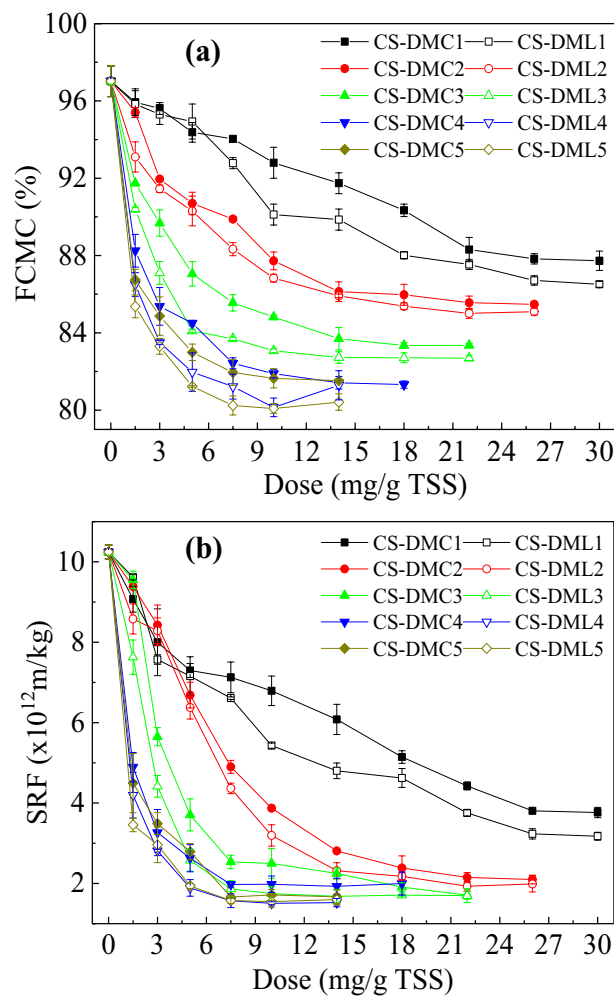 (a)
CS-DMC1 CS-DML1
CS-DMC2 CS-DML2
CS-DMC3 CS-DML3
CS-DMC4 CS-DML4
CS-DMC5 CS-DML5
100
96
92
88
84
80
FCMC (%)
0 3 6 9 12 15 18 21 24 27 30
Dose (mg/g TSS)
(b)
CS-DMC1 CS-DML1
CS-DMC2 CS-DML2
CS-DMC3 CS-DML3
CS-DMC4 CS-DML4
CS-DMC5 CS-DML5
10
8
6
4
2
SRF (x10¹²m/kg)
0 3 6 9 12 15 18 21 24 27 30
Dose (mg/g TSS)